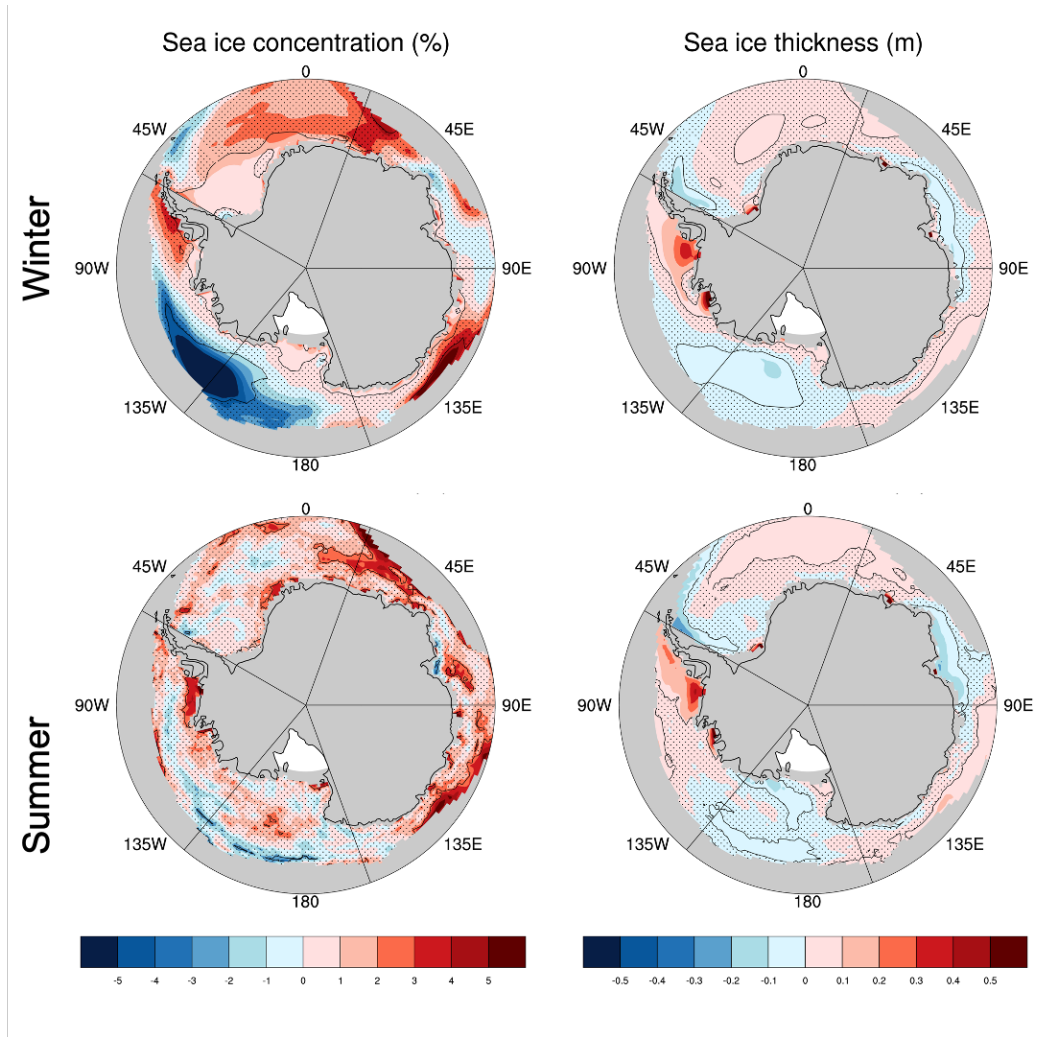 Sea ice concentration (%)
Sea ice thickness (m)
Winter
0
45W
45E
90W
90E
135W
135E
180
0
45W
45E
90W
90E
135W
135E
180
Summer
0
45W
45E
90W
90E
135W
135E
180
0
45W
45E
90W
90E
135W
135E
180
-5 -4 -3 -2 -1 0 1 2 3 4 5
-0.5 -0.4 -0.3 -0.2 -0.1 0 0.1 0.2 0.3 0.4 0.5